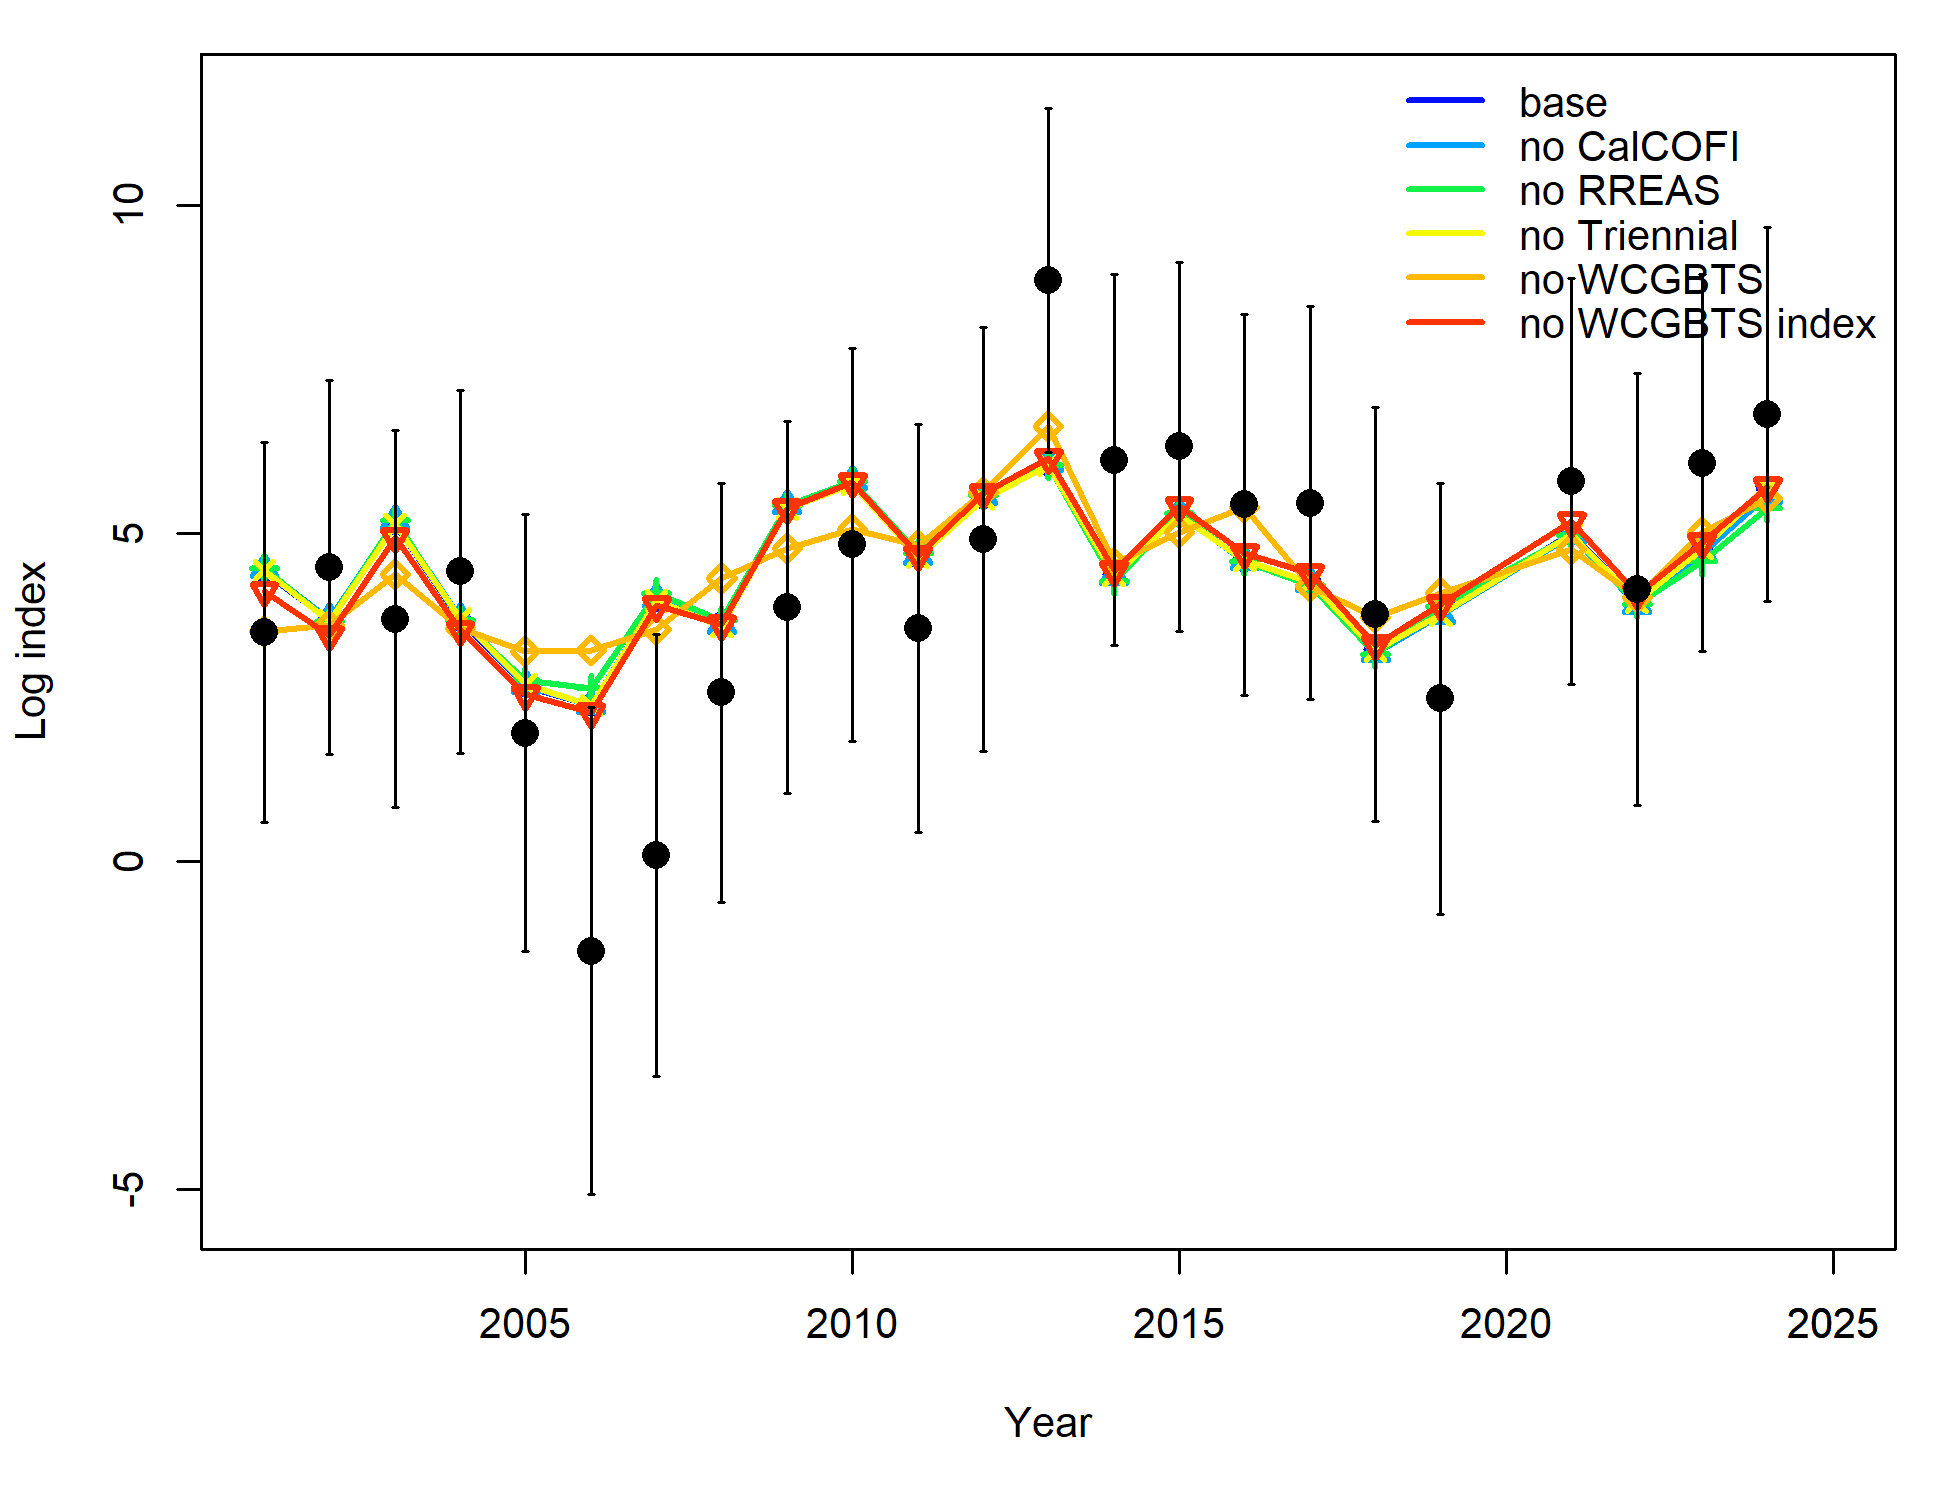 base
no CalCOFI
no RREAS
no Triennial
no WCGBTS
no WCGBTS index
10
5
0
-5
Log index
2005 2010 2015 2020 2025
Year